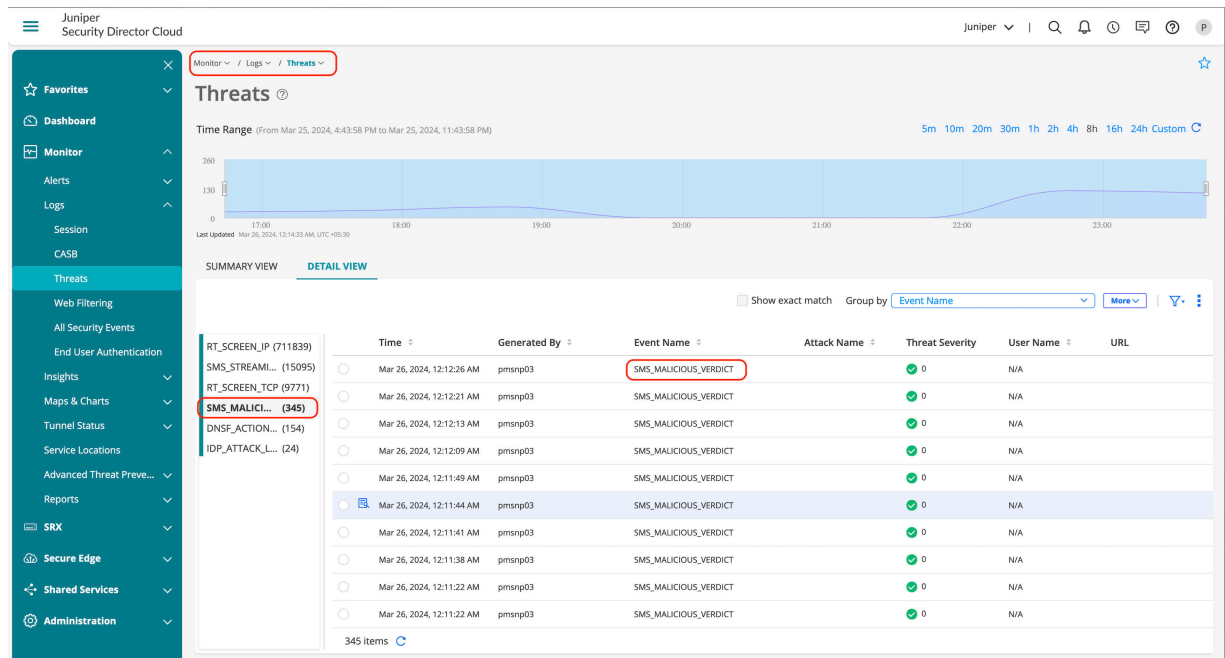 Juniper
Security Director Cloud
Juniper
P
Favorites
Dashboard
Monitor
Alerts
Logs
Session
CASB
Threats
Web Filtering
All Security Events
End User Authentication
Insights
Maps & Charts
Tunnel Status
Service Locations
Advanced Threat Preve...
Reports
SRX
Secure Edge
Shared Services
Administration
Monitor / Logs / Threats
Threats
Time Range (From Mar 25, 2024, 4:43:58 PM to Mar 25, 2024, 11:43:58 PM)
5m 10m 20m 30m 1h 2h 4h 8h 16h 24h Custom
260
130
0
17:00 18:00 19:00 20:00 21:00 22:00 23:00
Last Updated Mar 26, 2024, 12:14:33 AM, UTC +05:30
SUMMARY VIEW DETAIL VIEW
Show exact match Group by Event Name More
RT_SCREEN_IP (711839)
SMS_STREAMI... (15095)
RT_SCREEN_TCP (9771)
SMS_MALICI... (345)
DNSF_ACTION... (154)
IDP_ATTACK_L... (24)
Time Generated By Event Name Attack Name Threat Severity User Name URL
Mar 26, 2024, 12:12:26 AM pmsnp03 SMS_MALICIOUS_VERDICT 0 N/A
Mar 26, 2024, 12:12:21 AM pmsnp03 SMS_MALICIOUS_VERDICT 0 N/A
Mar 26, 2024, 12:12:13 AM pmsnp03 SMS_MALICIOUS_VERDICT 0 N/A
Mar 26, 2024, 12:12:09 AM pmsnp03 SMS_MALICIOUS_VERDICT 0 N/A
Mar 26, 2024, 12:11:49 AM pmsnp03 SMS_MALICIOUS_VERDICT 0 N/A
Mar 26, 2024, 12:11:44 AM pmsnp03 SMS_MALICIOUS_VERDICT 0 N/A
Mar 26, 2024, 12:11:41 AM pmsnp03 SMS_MALICIOUS_VERDICT 0 N/A
Mar 26, 2024, 12:11:38 AM pmsnp03 SMS_MALICIOUS_VERDICT 0 N/A
Mar 26, 2024, 12:11:22 AM pmsnp03 SMS_MALICIOUS_VERDICT 0 N/A
Mar 26, 2024, 12:11:22 AM pmsnp03 SMS_MALICIOUS_VERDICT 0 N/A
345 items